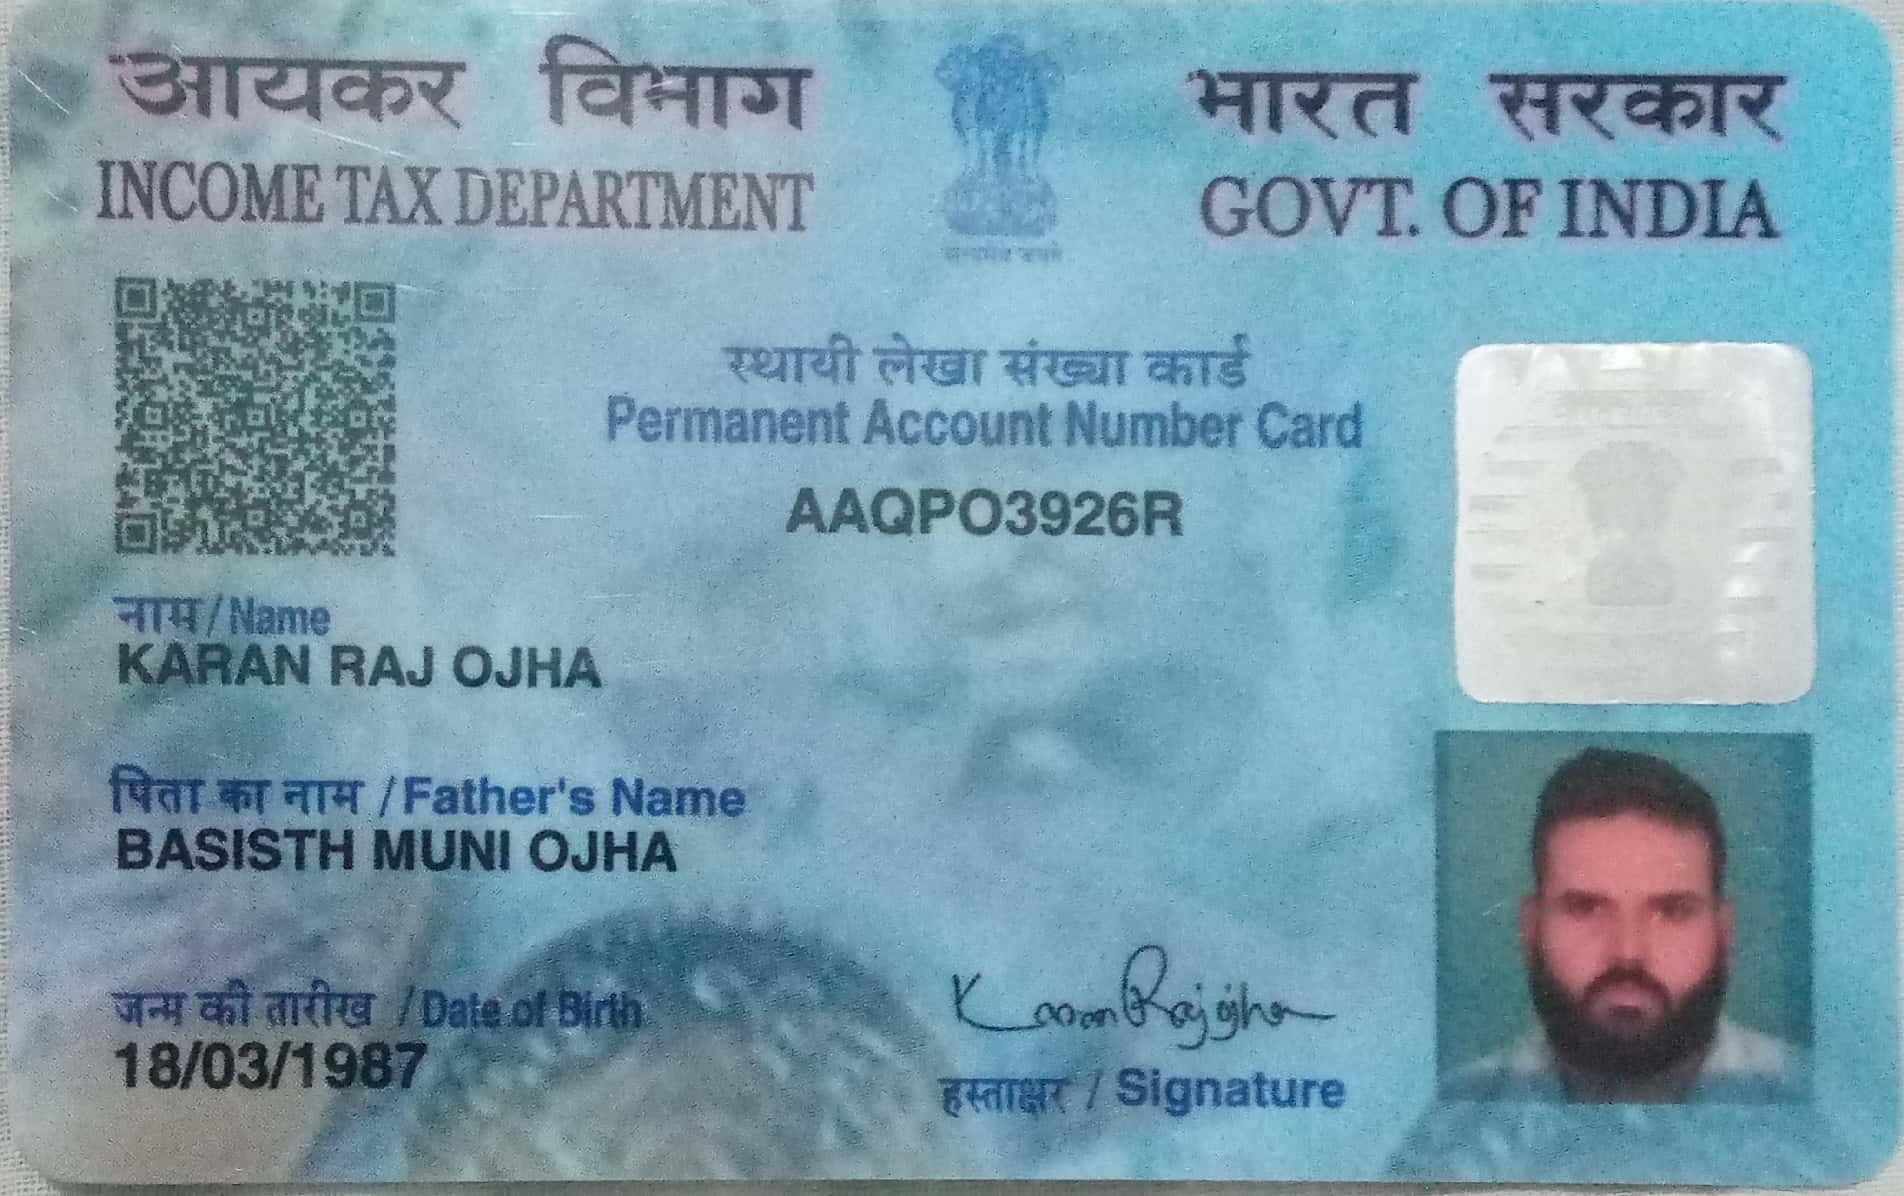 आयकर विभाग
INCOME TAX DEPARTMENT
भारत सरकार
GOVT. OF INDIA
सत्यमेव जयते
स्थायी लेखा संख्या कार्ड
Permanent Account Number Card
AAQPO3926R
नाम / Name
KARAN RAJ OJHA
पिता का नाम / Father's Name
BASISTH MUNI OJHA
जन्म की तारीख / Date of Birth
18/03/1987
Karan Raj ojha
हस्ताक्षर / Signature